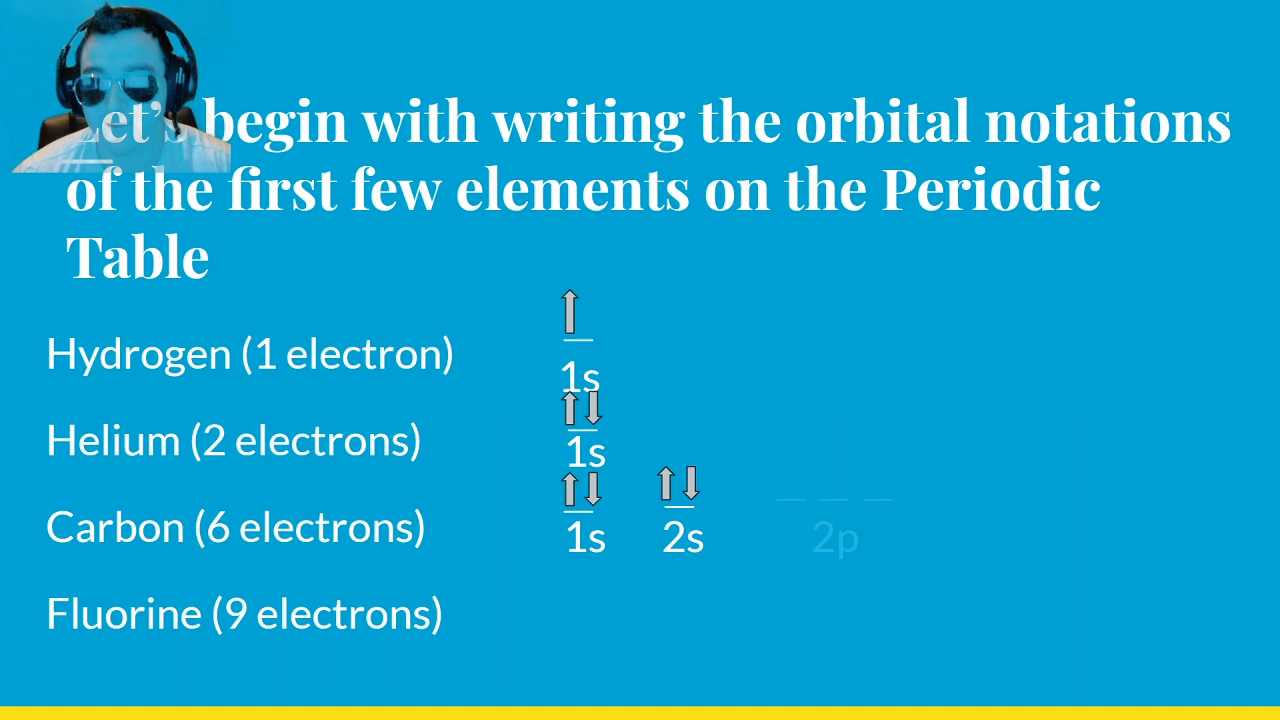 Let's begin with writing the orbital notations
of the first few elements on the Periodic
Table
Hydrogen (1 electron)
1s
Helium (2 electrons)
1s
Carbon (6 electrons)
1s 2s 2p
Fluorine (9 electrons)